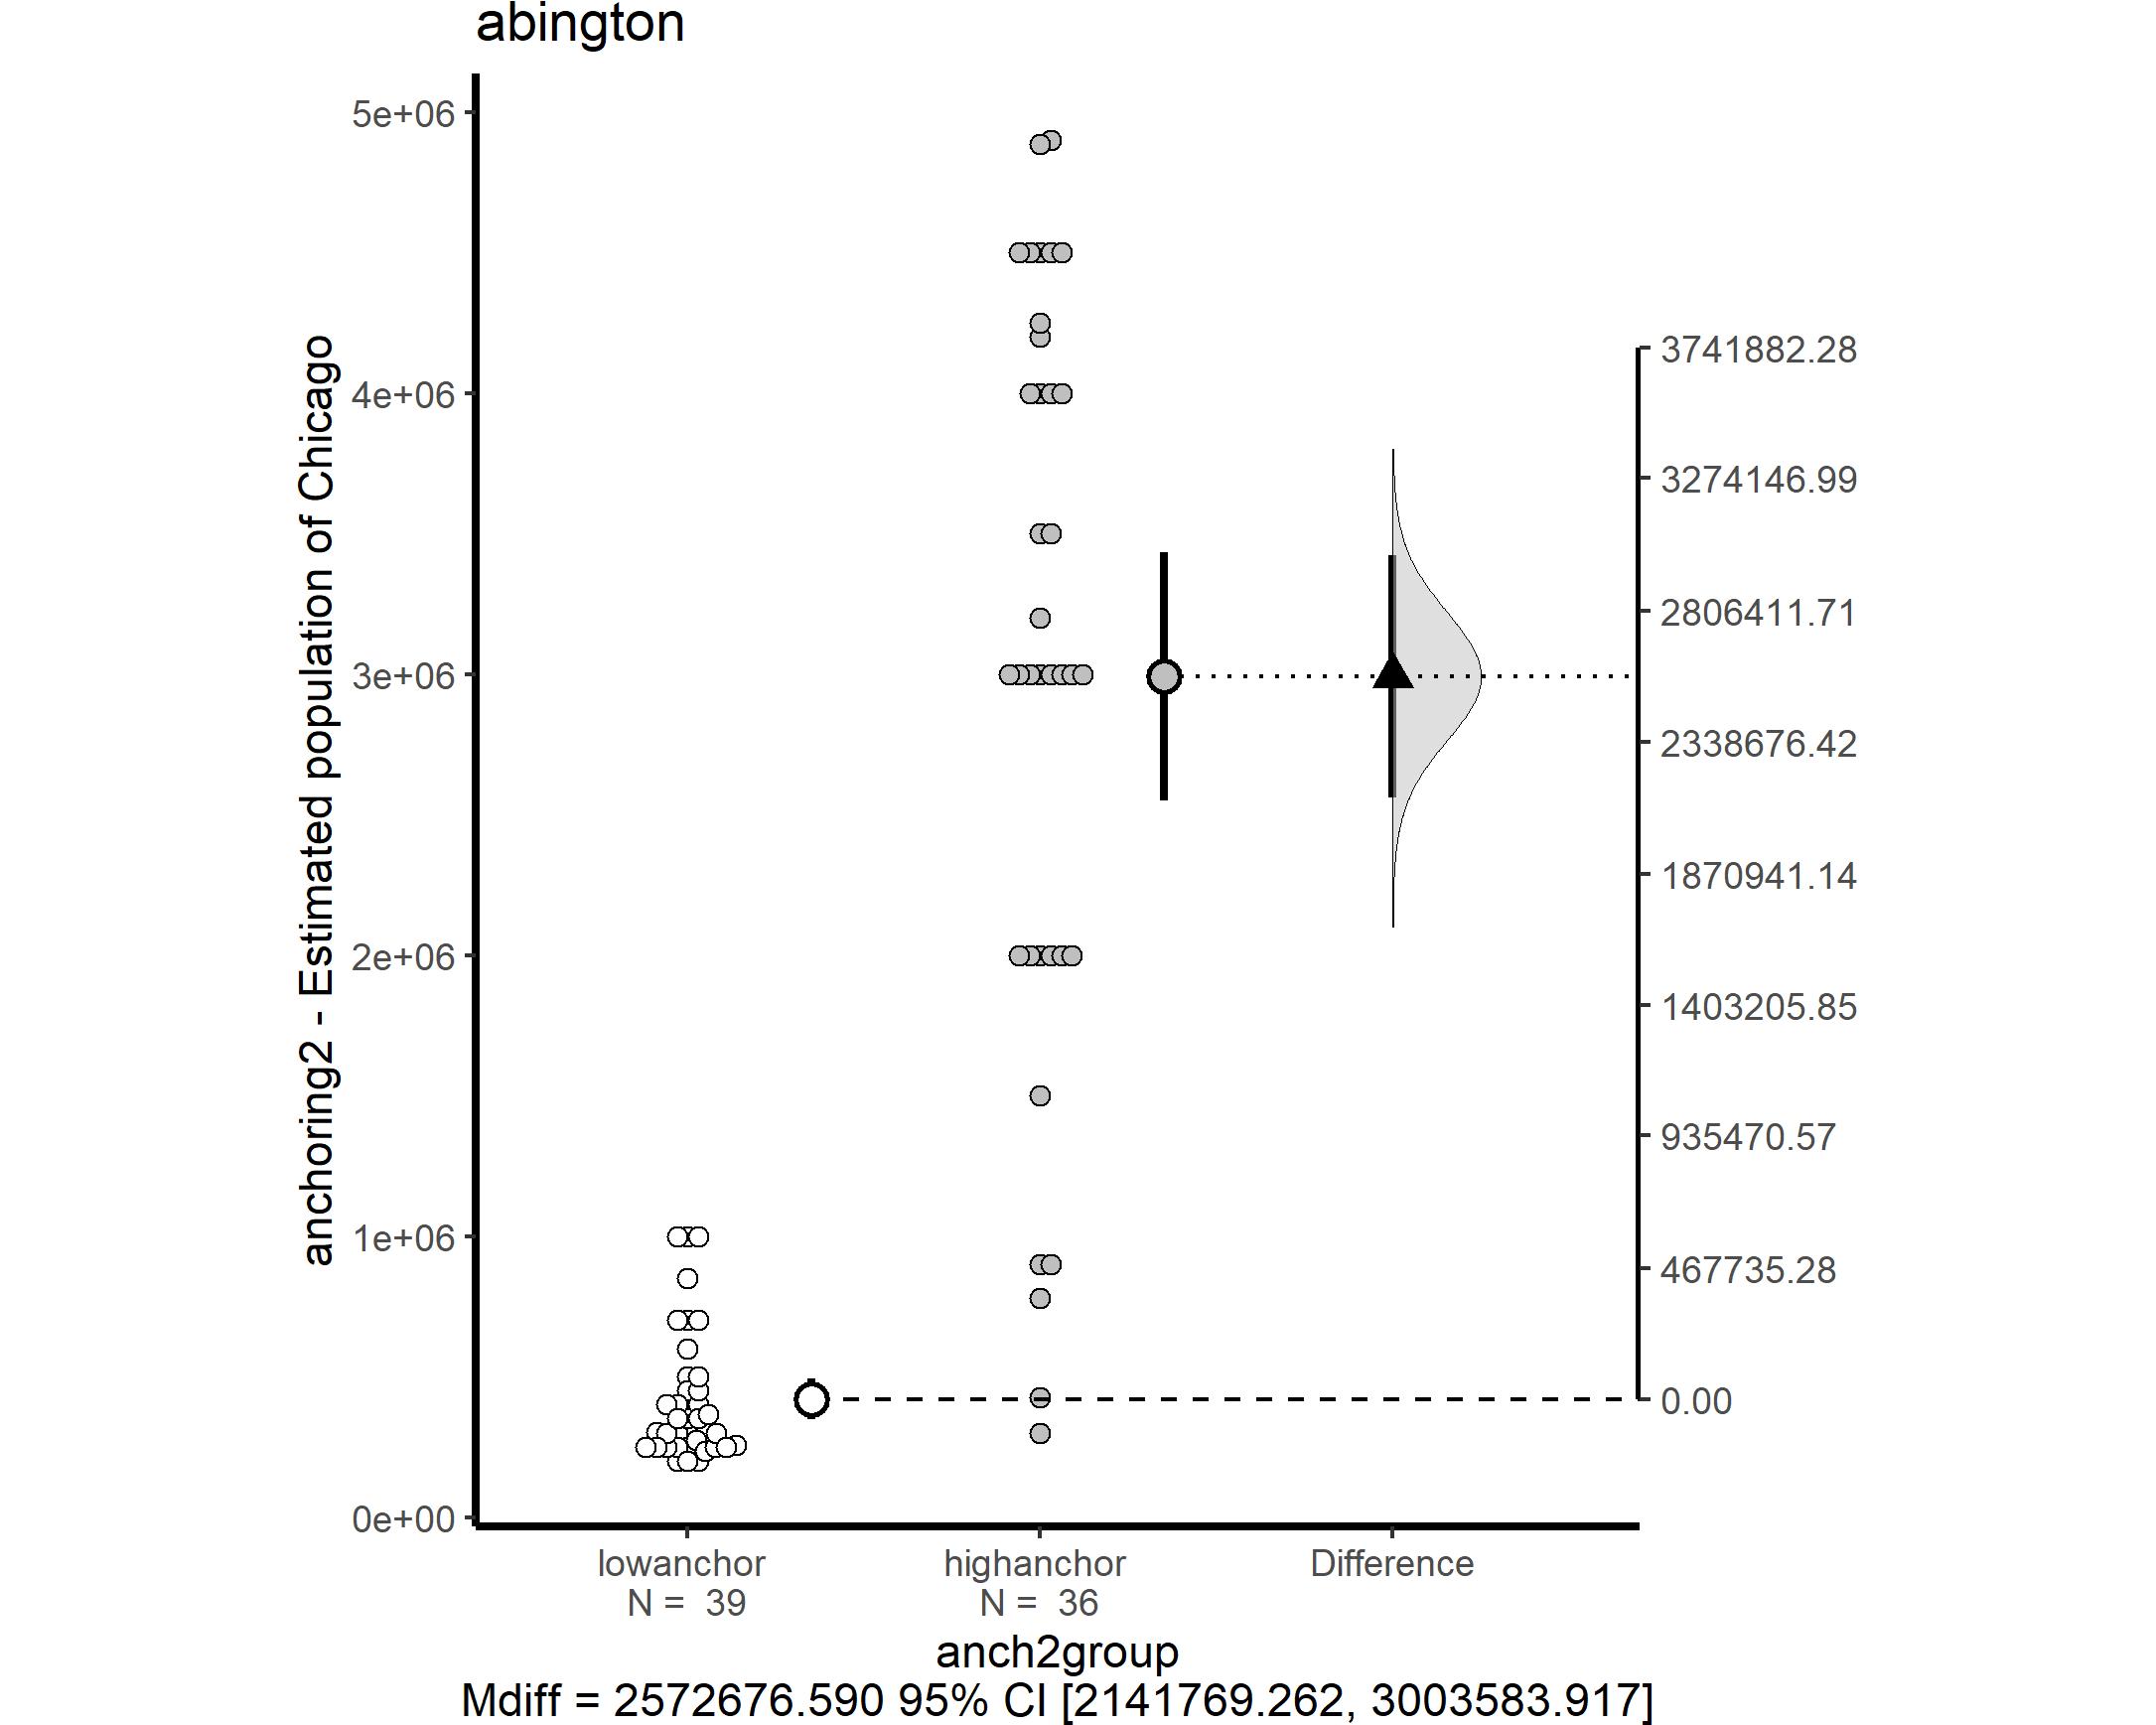 abington
anchoring2 - Estimated population of Chicago
5e+06
4e+06
3e+06
2e+06
1e+06
0e+00
3741882.28
3274146.99
2806411.71
2338676.42
1870941.14
1403205.85
935470.57
467735.28
0.00
lowanchor
N = 39
highanchor
N = 36
Difference
anch2group
Mdiff = 2572676.590 95% CI [2141769.262, 3003583.917]